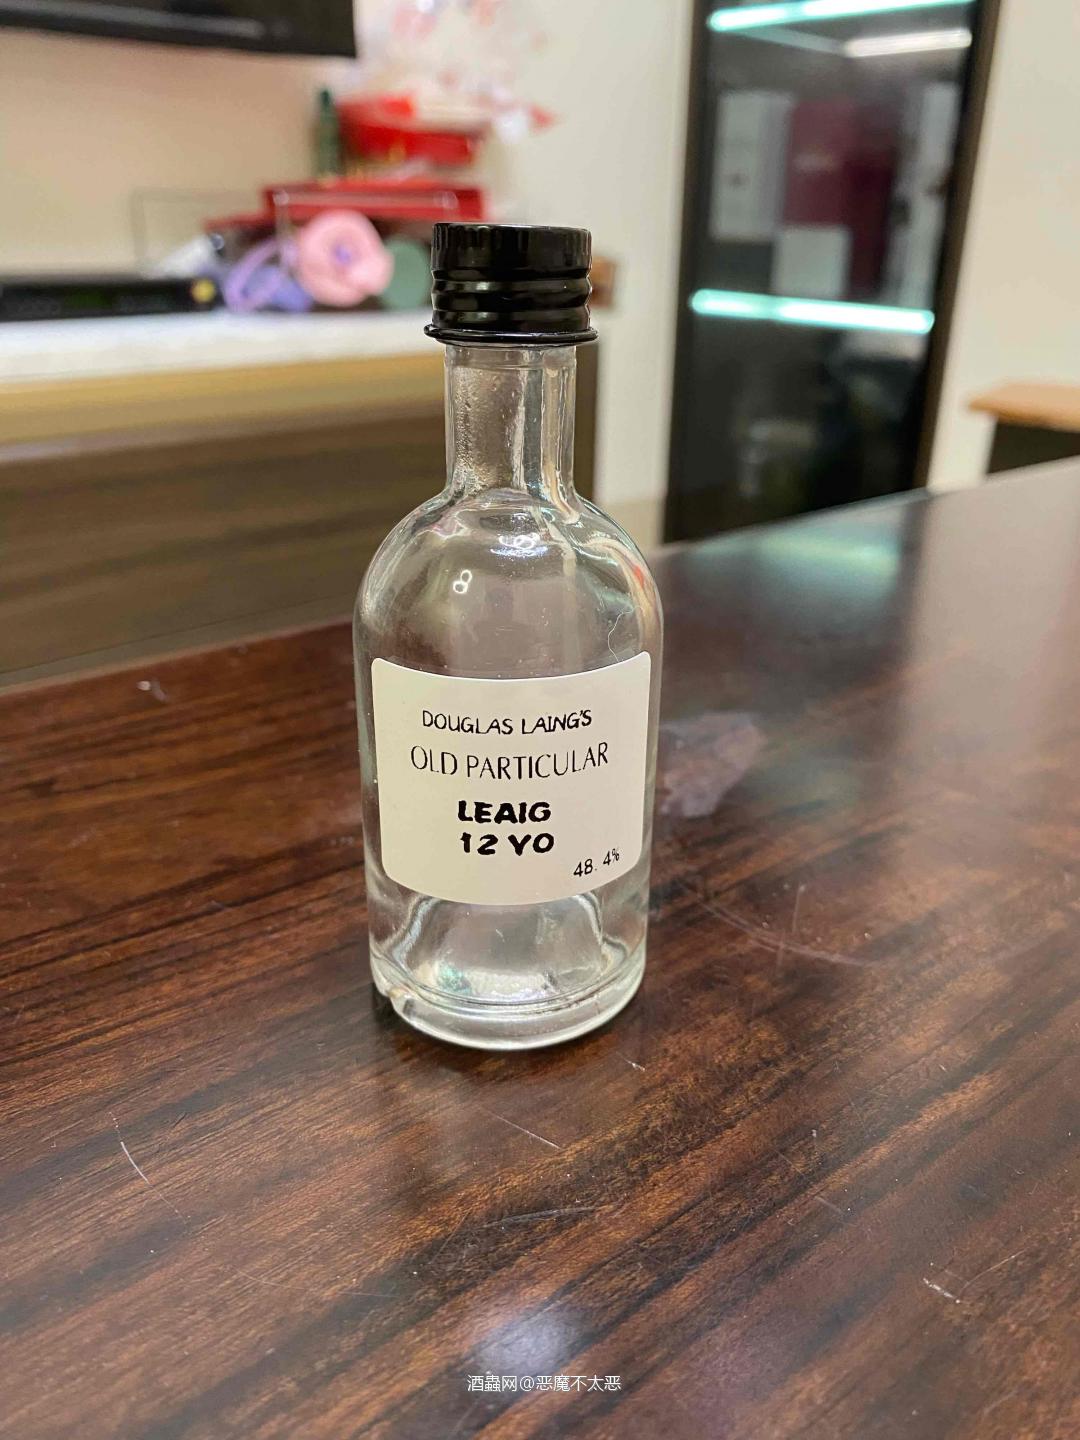 DOUGLAS LAING'S
OLD PARTICULAR
LEAIG
12 YO
48.4%
酒蟲网@恶魔不太恶